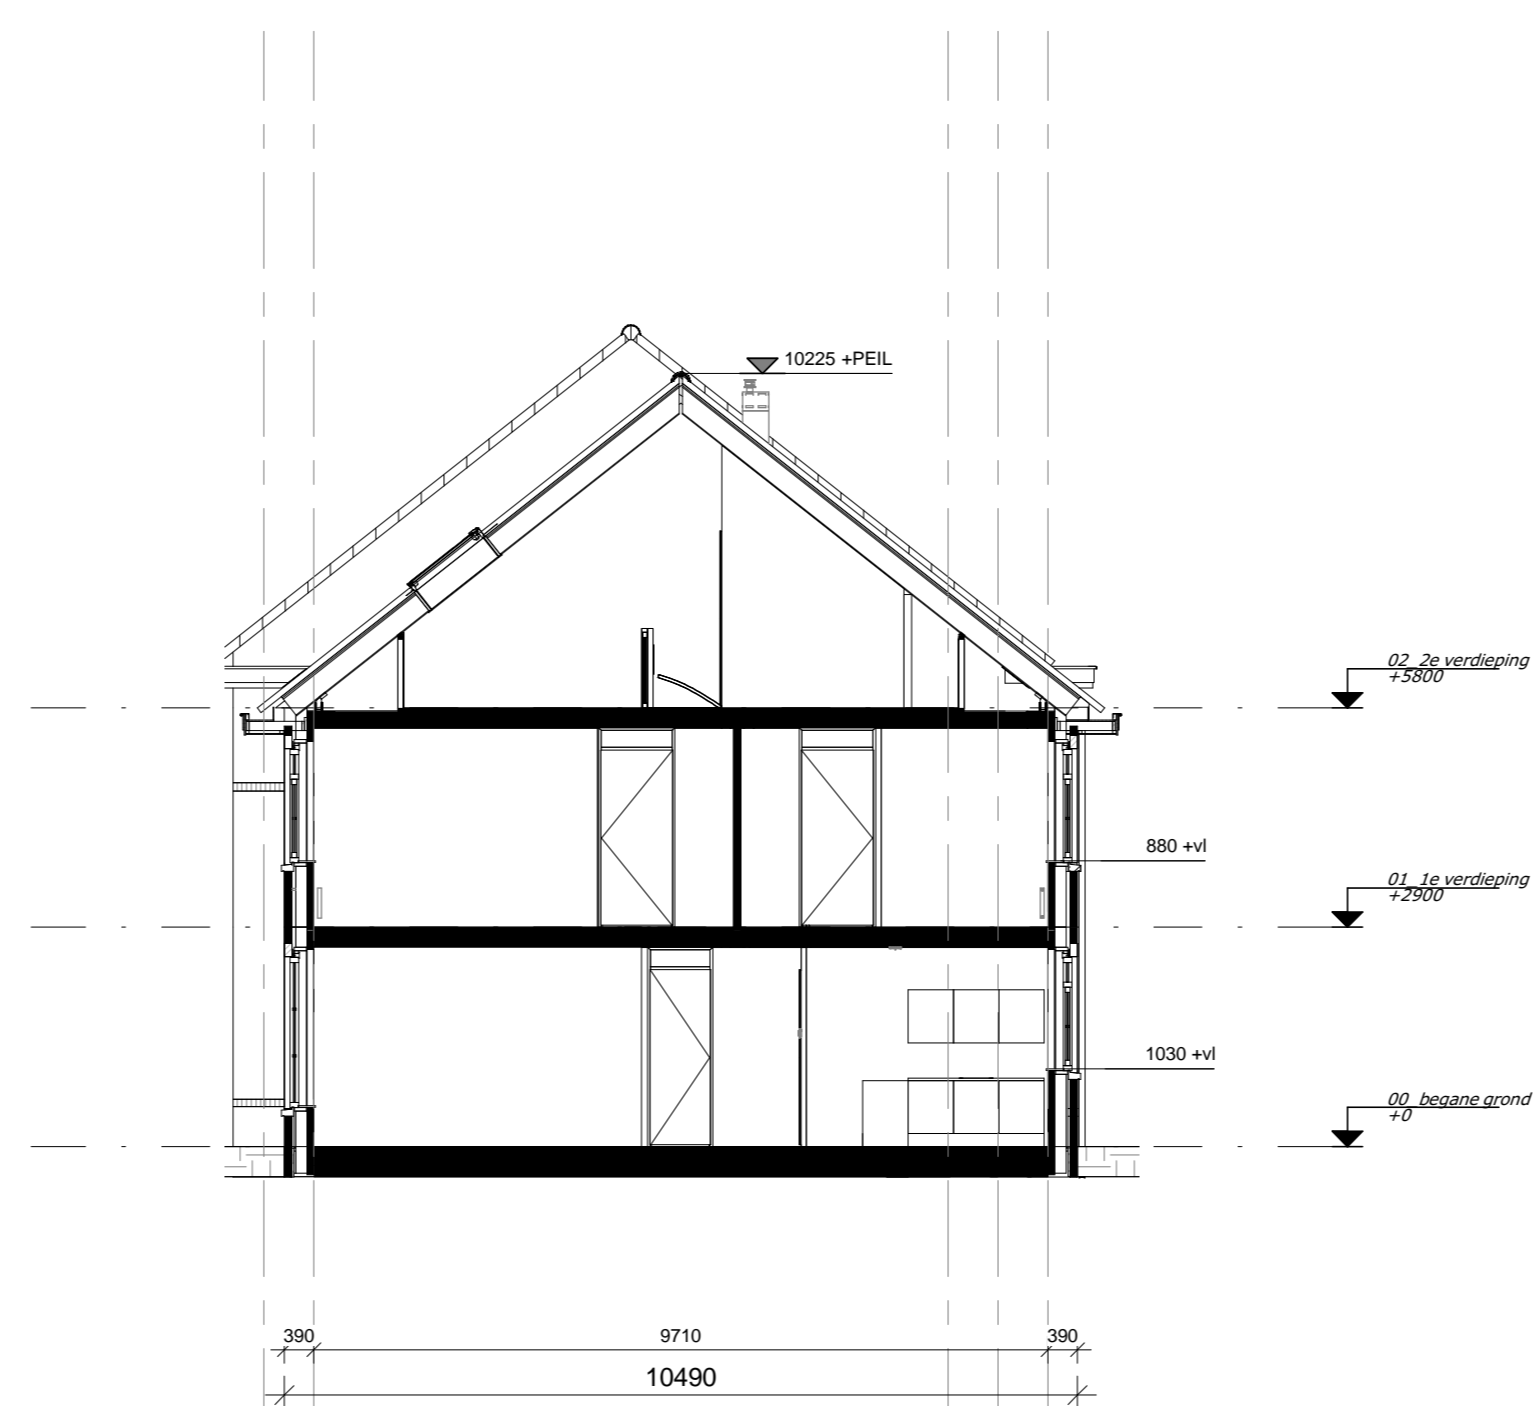 10225 +PEIL
02_2e verdieping
+5800
880 +vl
01_1e verdieping
+2900
1030 +vl
00_begane grond
+0
390
9710
390
10490